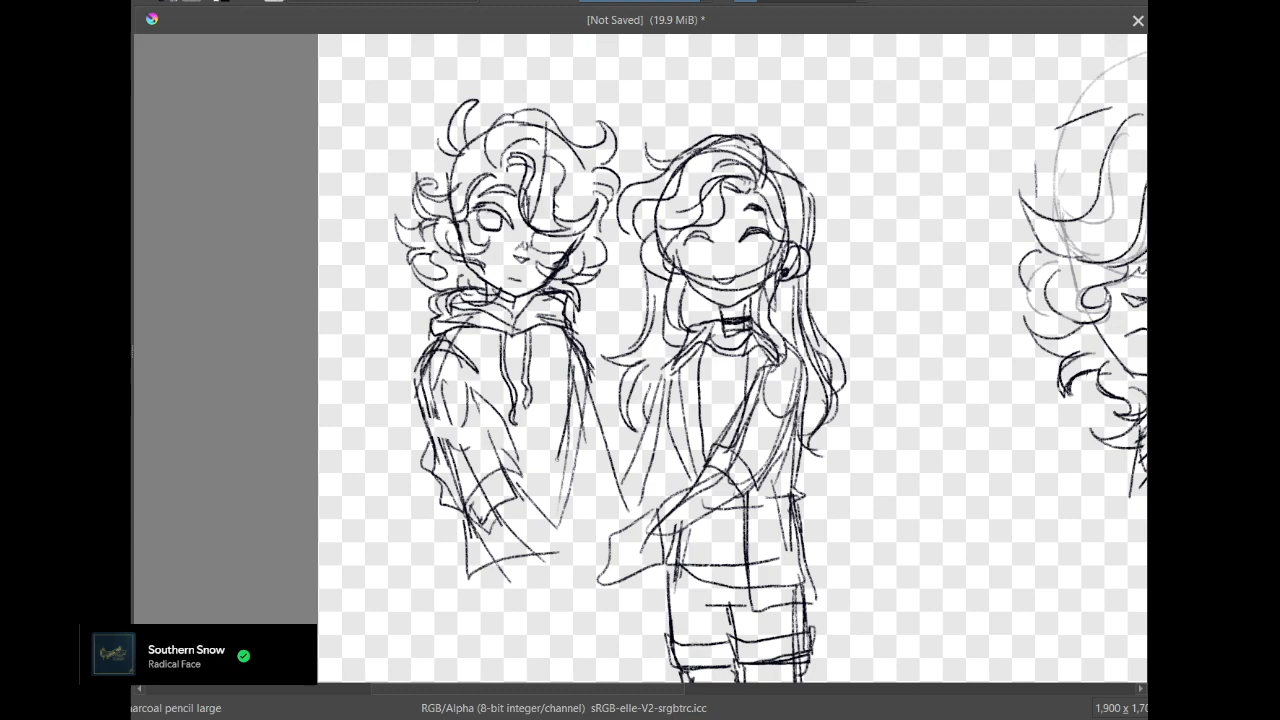 [Not Saved] (19.9 MiB) *
Southern Snow
Radical Face
arcoal pencil large
RGB/Alpha (8-bit integer/channel) sRGB-elle-V2-srgbtrc.icc
1,900 x 1,70